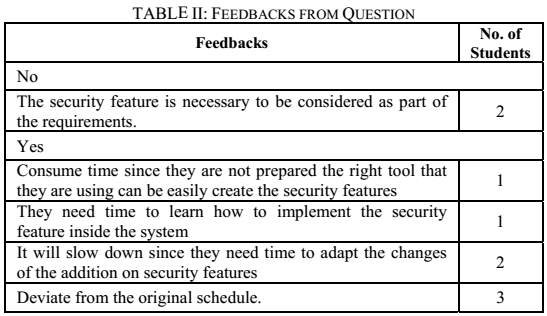 TABLE II: FEEDBACKS FROM QUESTION
Feedbacks
No. of
Students
No
The security feature is necessary to be considered as part of
the requirements.
2
Yes
Consume time since they are not prepared the right tool that
they are using can be easily create the security features
1
They need time to learn how to implement the security
feature inside the system
1
It will slow down since they need time to adapt the changes
of the addition on security features
2
Deviate from the original schedule.
3